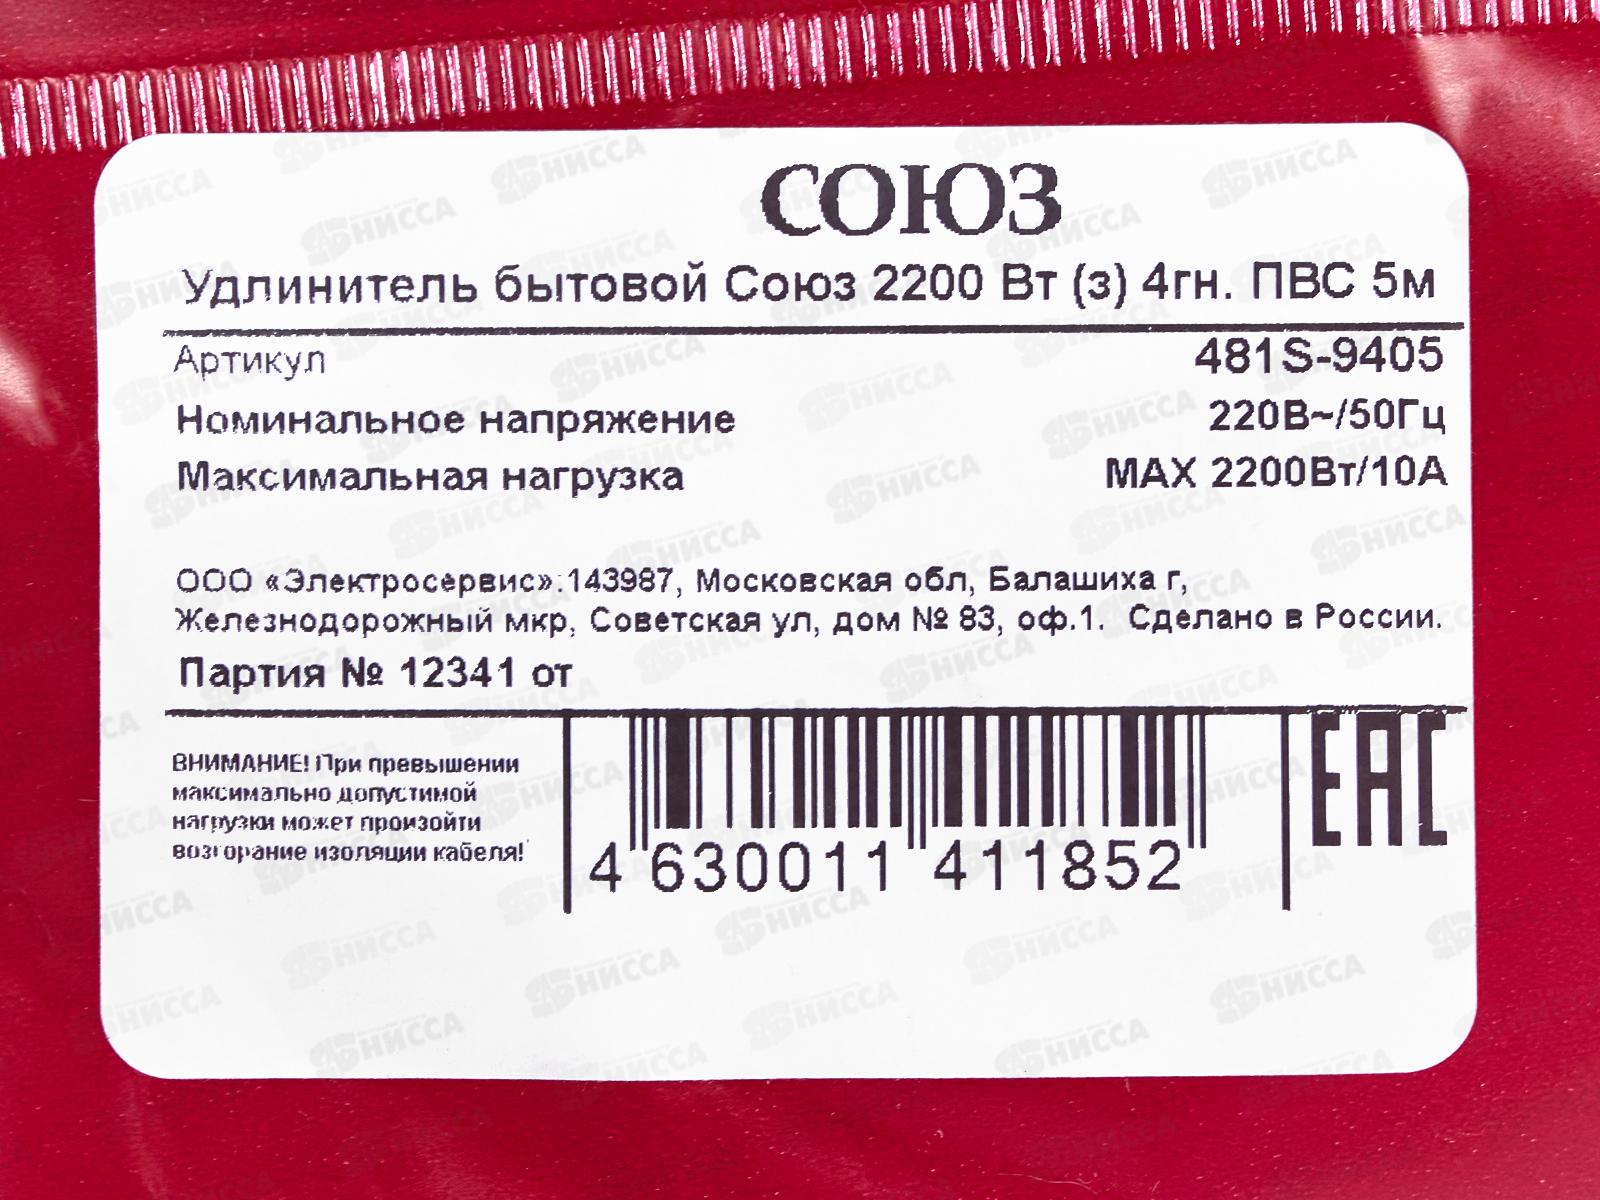 СОЮЗ
Удлинитель бытовой Союз 2200 Вт (з) 4гн. ПВС 5м
Артикул 481S-9405
Номинальное напряжение 220В~/50Гц
Максимальная нагрузка MAX 2200Вт/10А
ООО «Электросервис»:143987, Московская обл, Балашиха г,
Железнодорожный мкр, Советская ул, дом № 83, оф.1. Сделано в России.
Партия № 12341 от
ВНИМАНИЕ! При превышении
максимально допустимой
нагрузки может произойти
возгорание изоляции кабеля!
4 630011 411852
EAC
НИССА